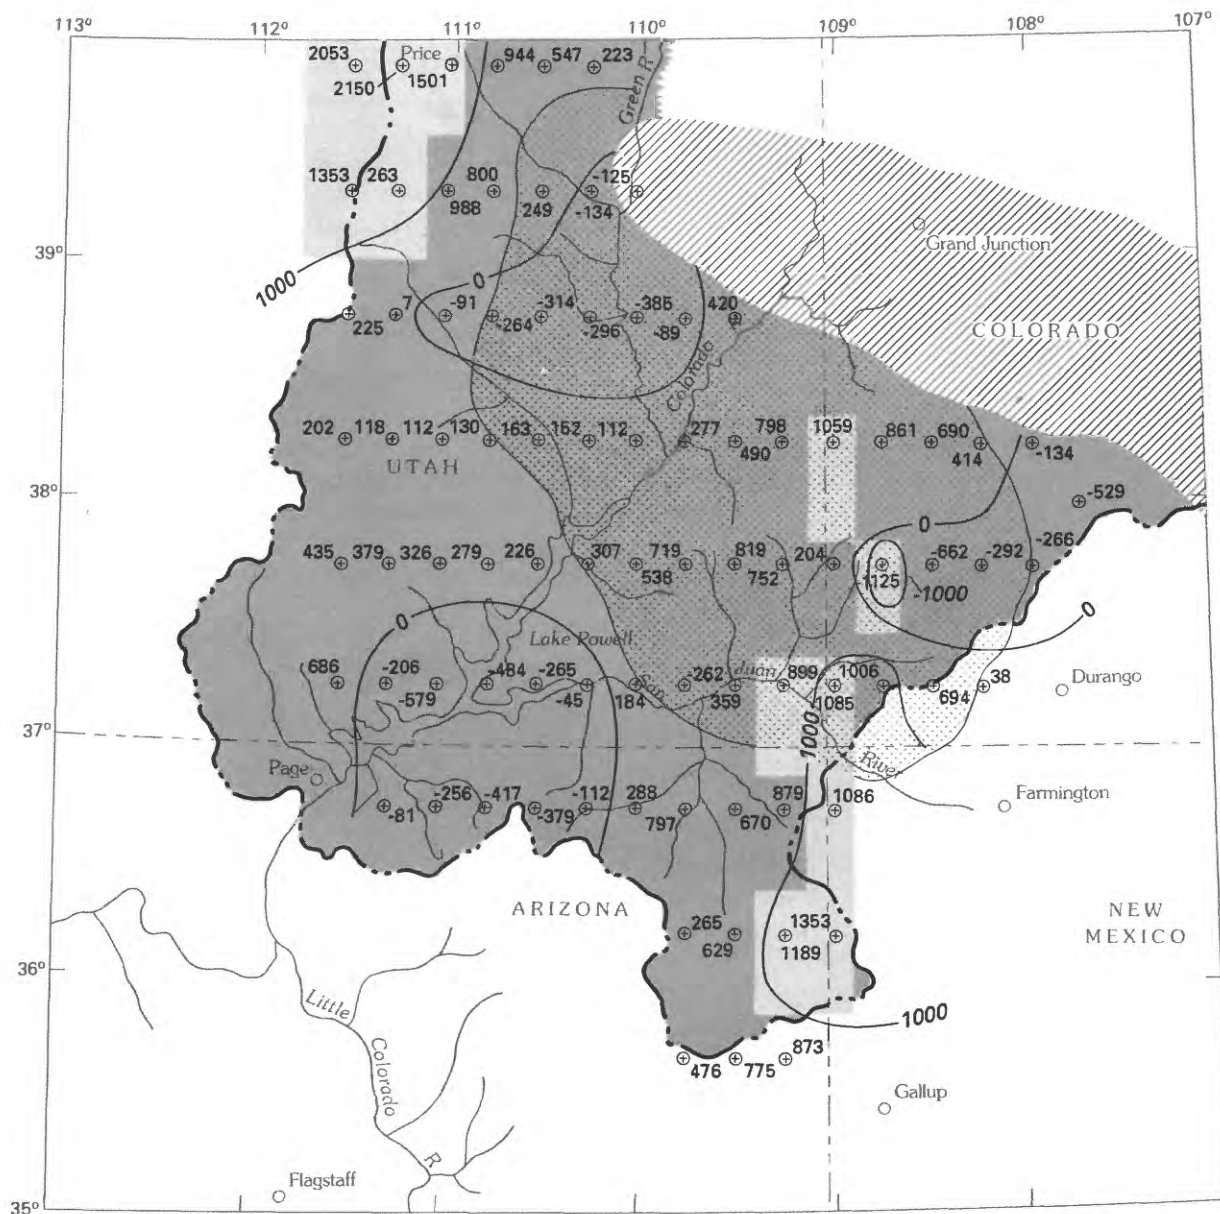 113° 112° 111° 110° 109° 108° 107°
2053 Price 944 547 223
2150 1501
Green R
1353 263 800 -125
988 249 -134
39°
Grand Junction
1000 0
7 -91 -314 -385 420
225 -264 -296 -89
COLORADO
Colorado
202 118 112 130 163 152 112 277 798 1059 861 690
490 414 -134
UTAH
38°
-529
0
435 379 326 279 226 307 719 819 204 -662 -292 -266
538 752 1125 -1000
0
0
Lake Powell
686 -206 -484 -265 -262 Juan 899 1006 38
-579 -45 184 San 359 1085 694
Durango
1000
37°
Page
River
-256 -417 -112 288 879 1086
-81 -379 797 670
Farmington
ARIZONA
265 1353
629 1189
NEW
MEXICO
36°
Little
1000
873
476 775
Colorado
Gallup
R
Flagstaff
35°